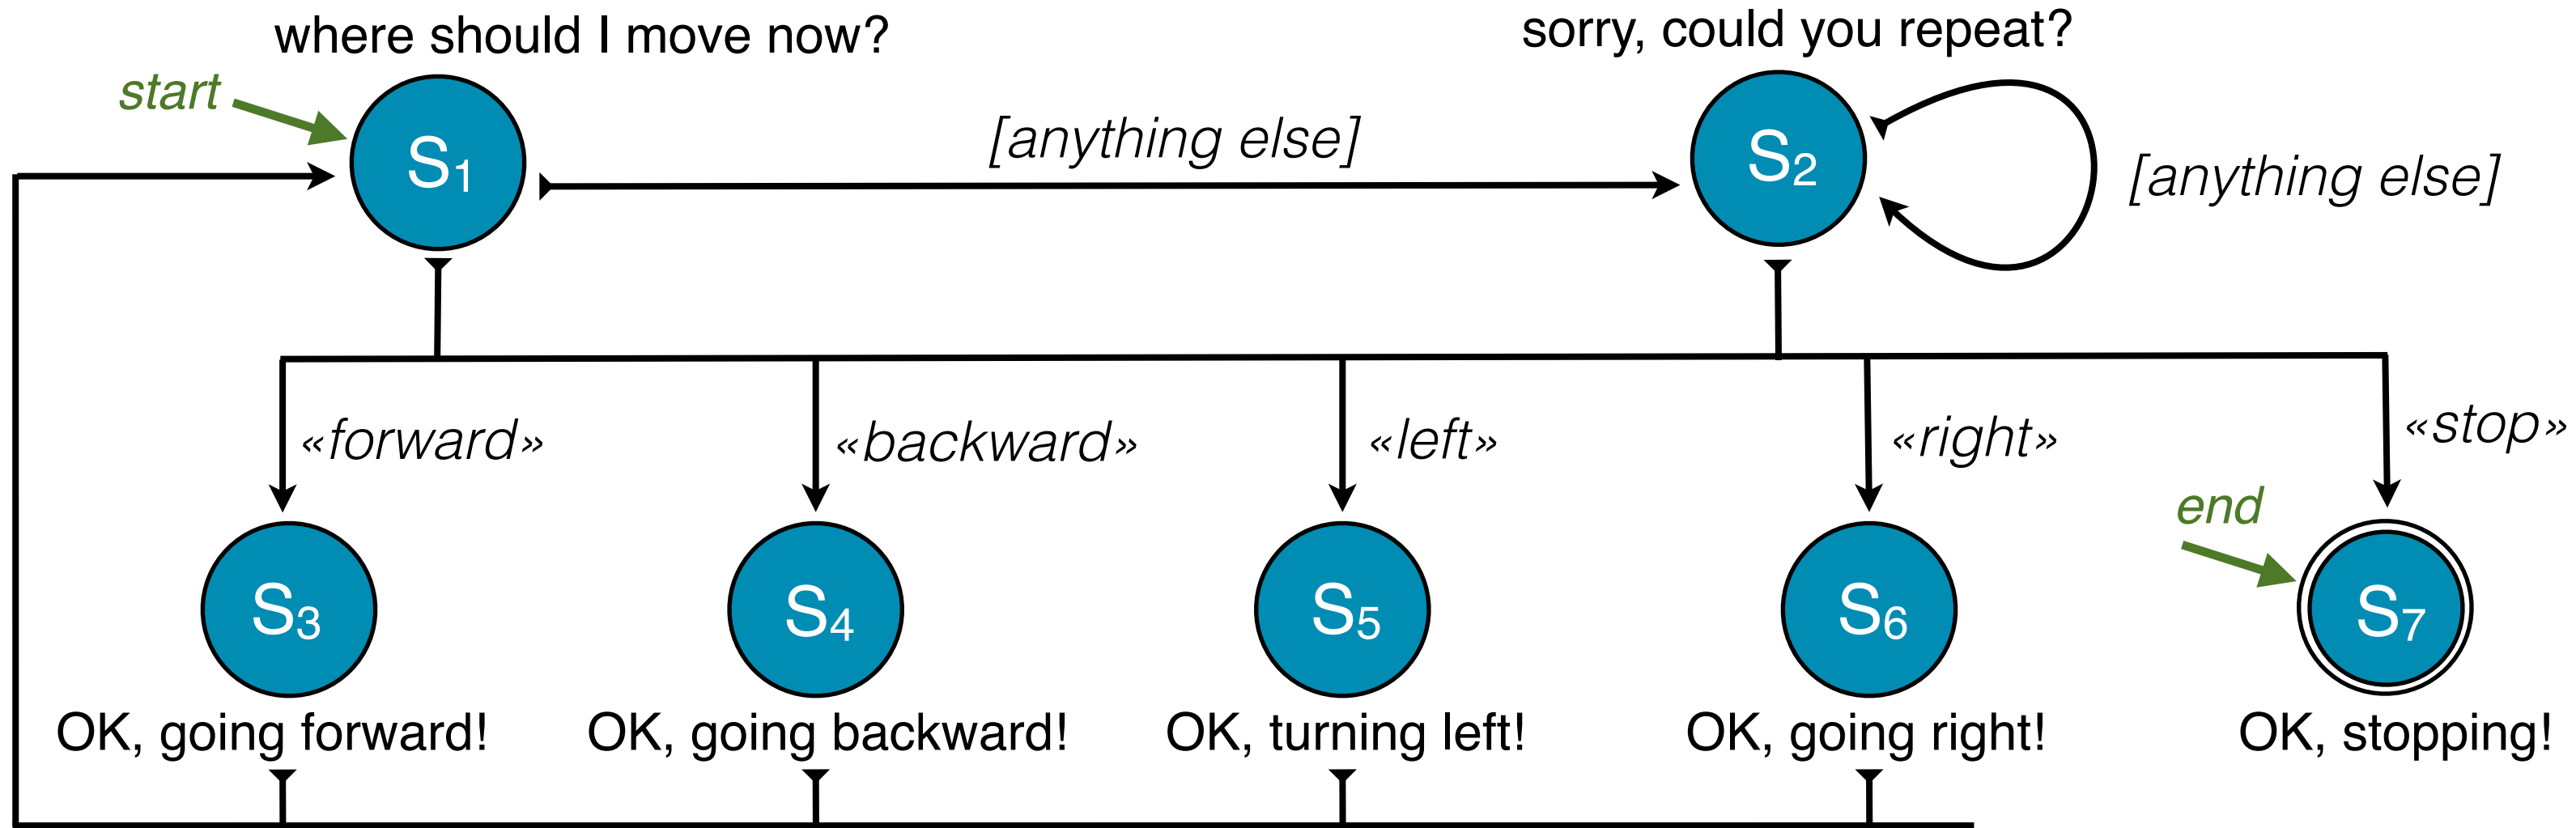 where should I move now?
sorry, could you repeat?
start
S1
[anything else]
S2
[anything else]
«forward»
«backward»
«left»
«right»
«stop»
end
S3
S4
S5
S6
S7
OK, going forward!
OK, going backward!
OK, turning left!
OK, going right!
OK, stopping!